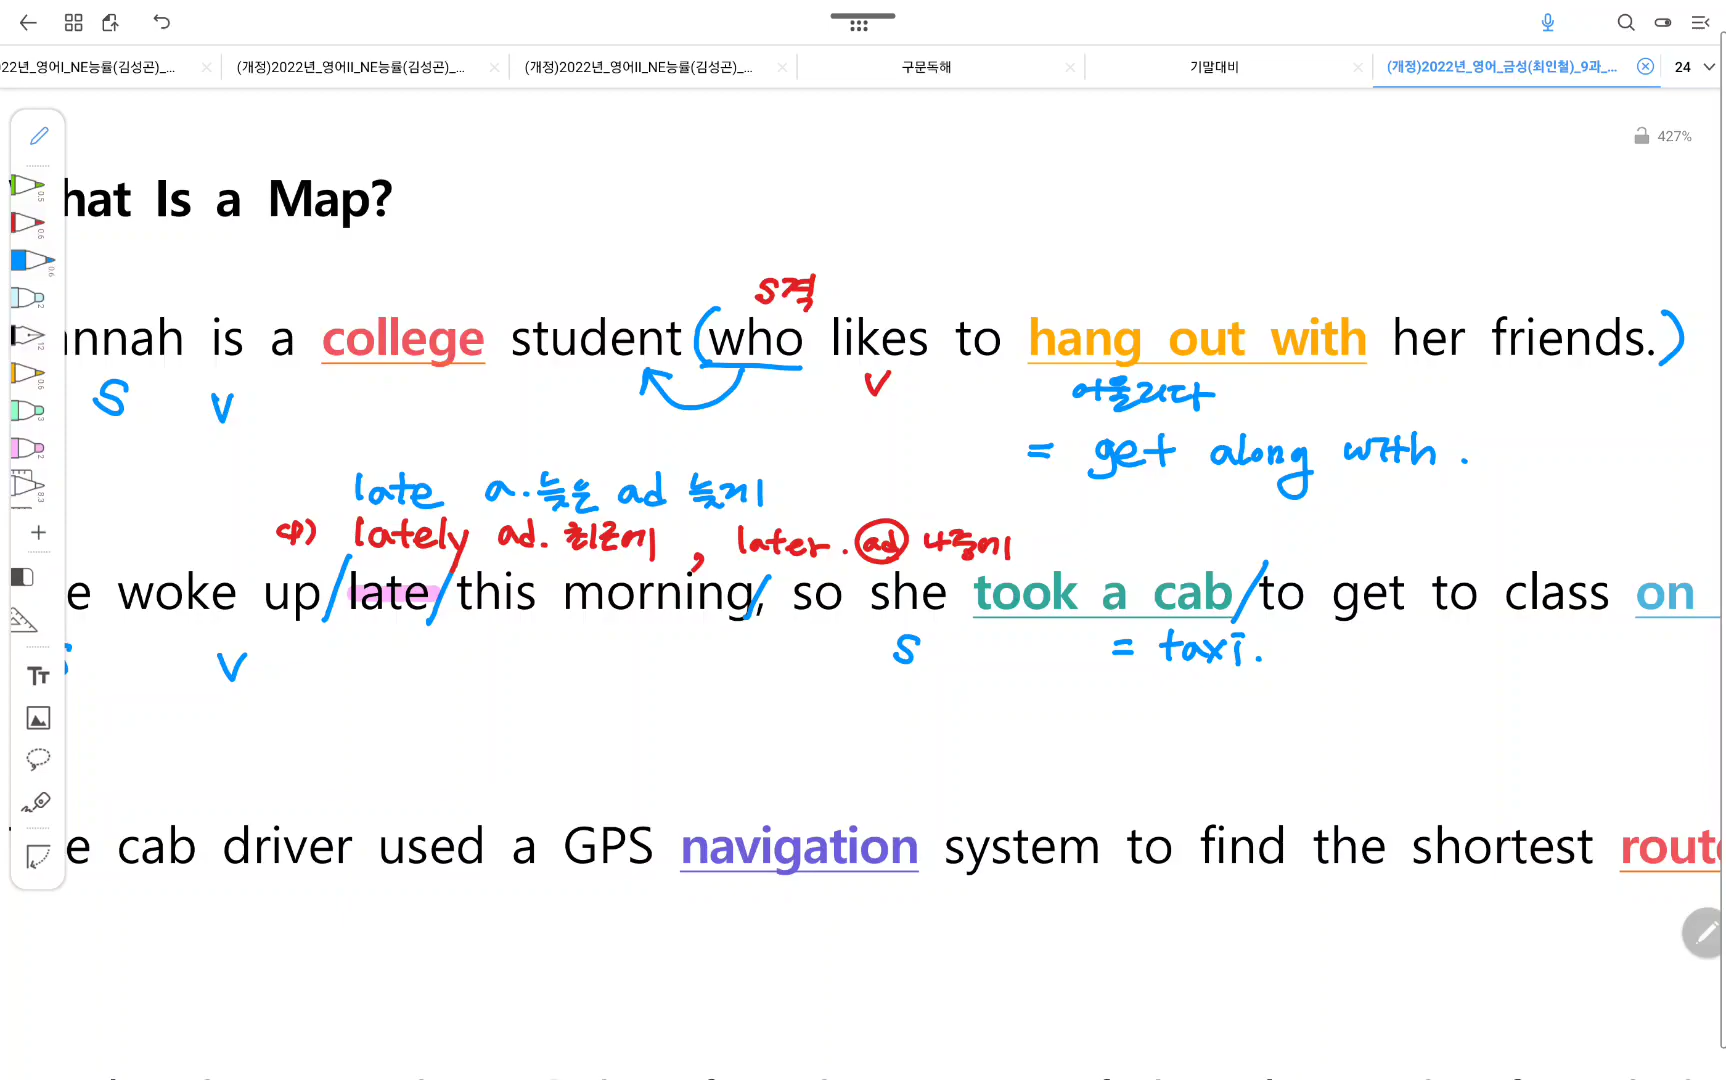 22년_영어I_NE능률(김성곤)_... (개정)2022년_영어II_NE능률(김성곤)_... (개정)2022년_영어II_NE능률(김성곤)_... 구문독해 기말대비 (개정)2022년_영어_금성(최인철)_9과_... 24
427%
hat Is a Map?
S격
annah is a college student (who likes to hang out with her friends.)
S V V 어울리다
= get along with.
late a. 늦은 ad 늦게
lately ad. 최근에, later. ad 나중에
e woke up / late / this morning, / so she took a cab / to get to class on
S V S = taxi.
e cab driver used a GPS navigation system to find the shortest rout